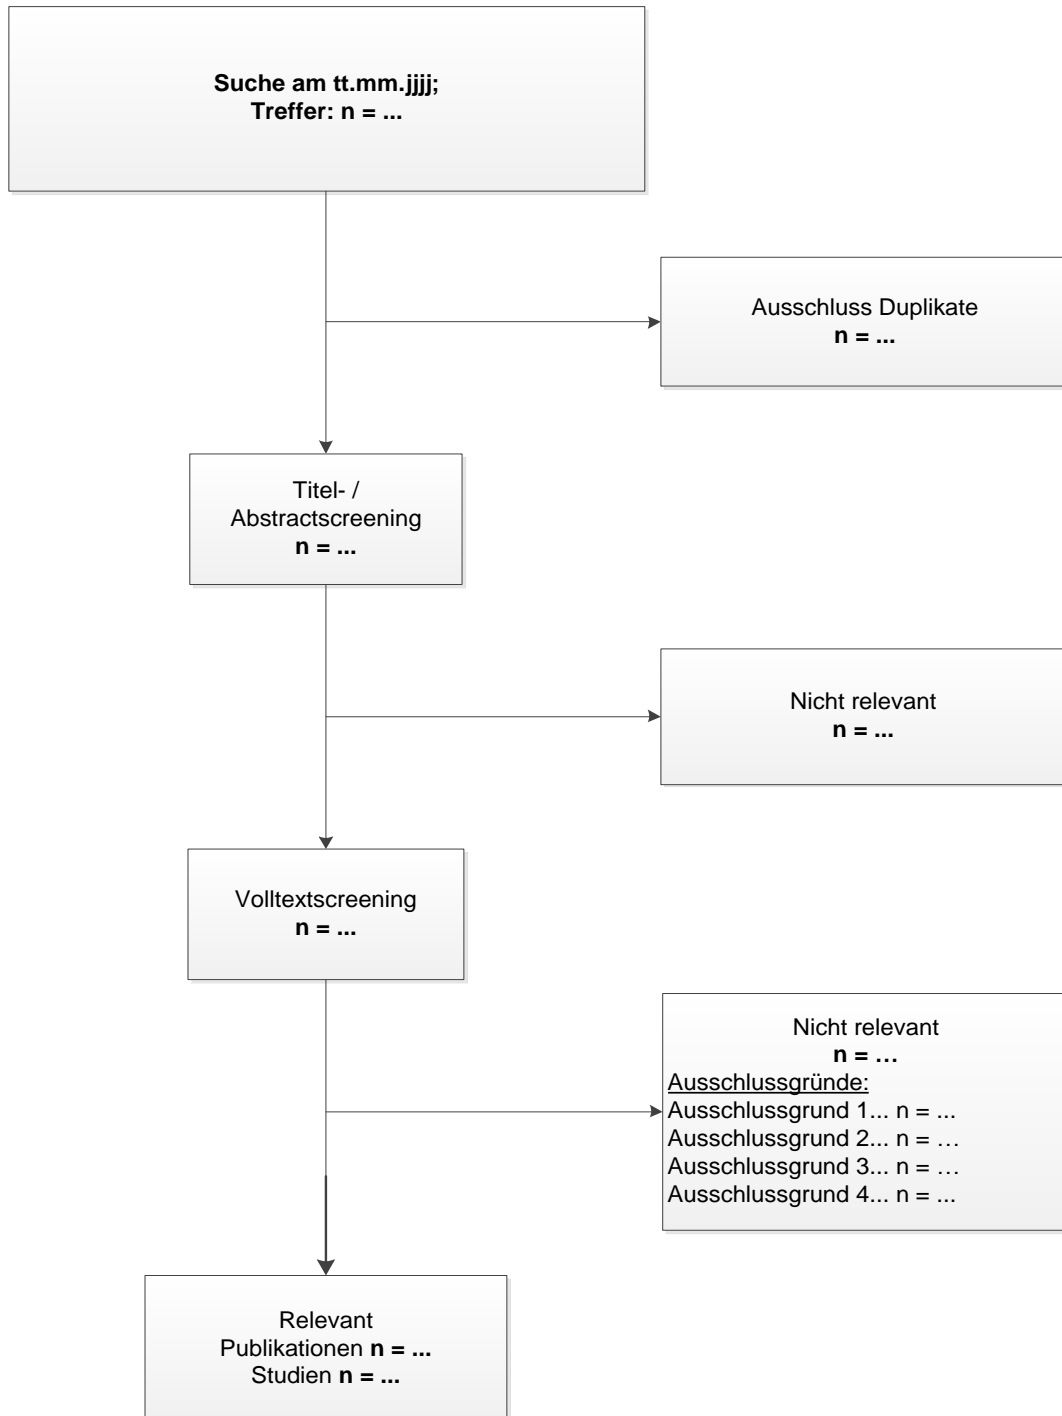 Suche am tt.mm.jjjj;
Treffer: n = ...
Ausschluss Duplikate
n = ...
Titel- /
Abstractscreening
n = ...
Nicht relevant
n = ...
Volltextscreening
n = ...
Nicht relevant
n = …
Ausschlussgründe:
Ausschlussgrund 1... n = ...
Ausschlussgrund 2... n = …
Ausschlussgrund 3... n = …
Ausschlussgrund 4... n = ...
Relevant
Publikationen n = ...
Studien n = ...